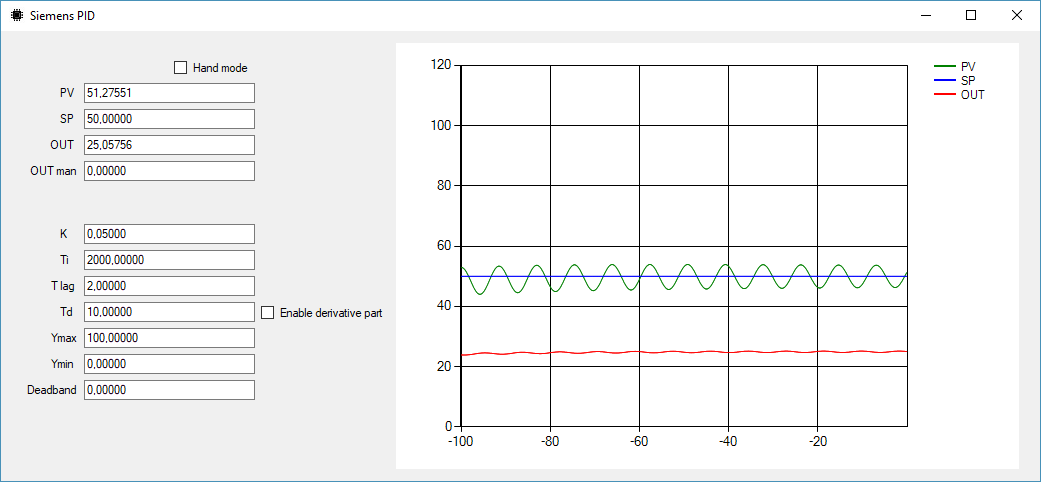 Siemens PID
Hand mode
PV 51,27551
SP 50,00000
OUT 25,05756
OUT man 0,00000
K 0,05000
Ti 2000,00000
T lag 2,00000
Td 10,00000 Enable derivative part
Ymax 100,00000
Ymin 0,00000
Deadband 0,00000
120
100
80
60
40
20
0
-100 -80 -60 -40 -20
PV
SP
OUT